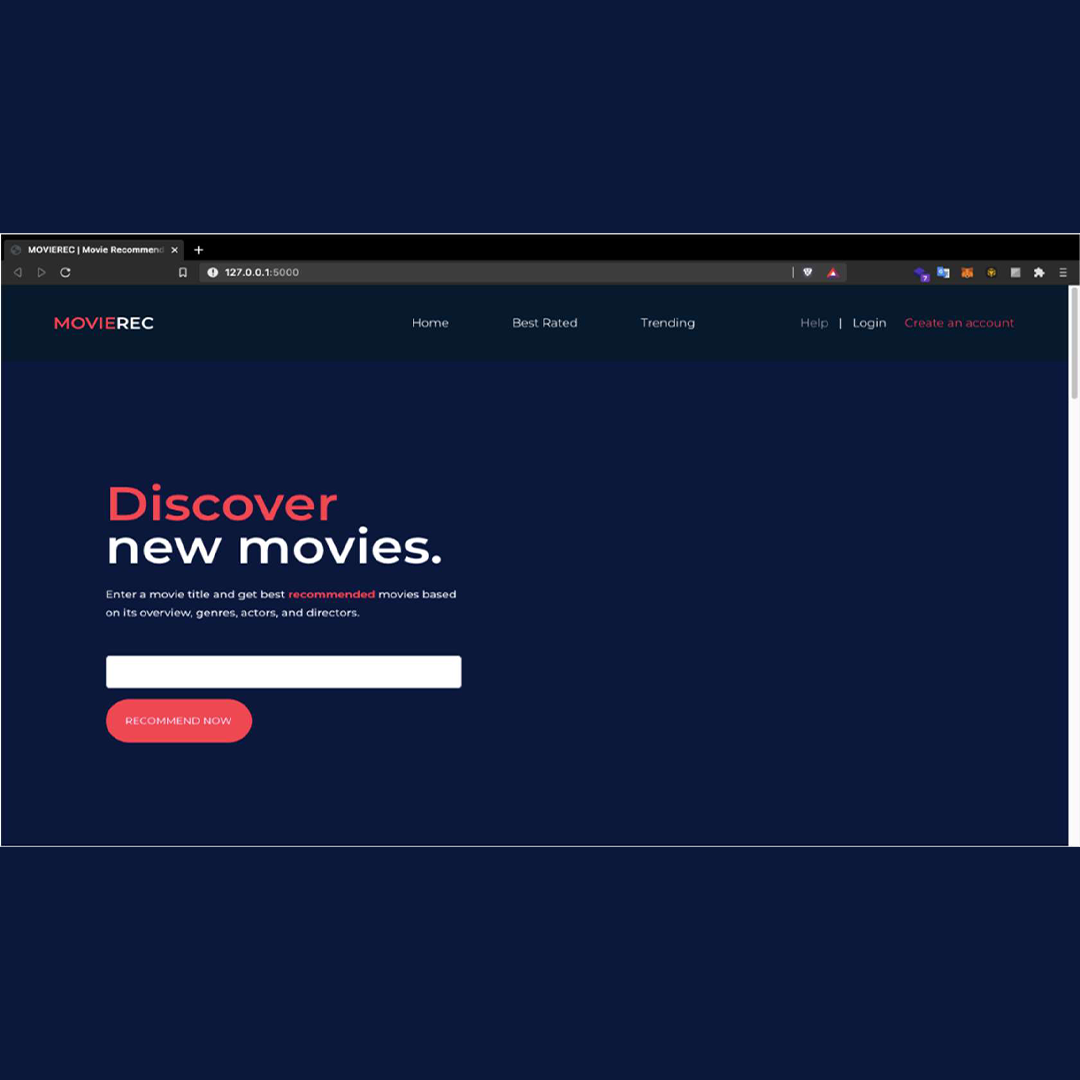 MOVIEREC | Movie Recommend
127.0.0.1:5000
7
MOVIEREC
Home
Best Rated
Trending
Help | Login
Create an account
Discover
new movies.
Enter a movie title and get best recommended movies based
on its overview, genres, actors, and directors.
RECOMMEND NOW